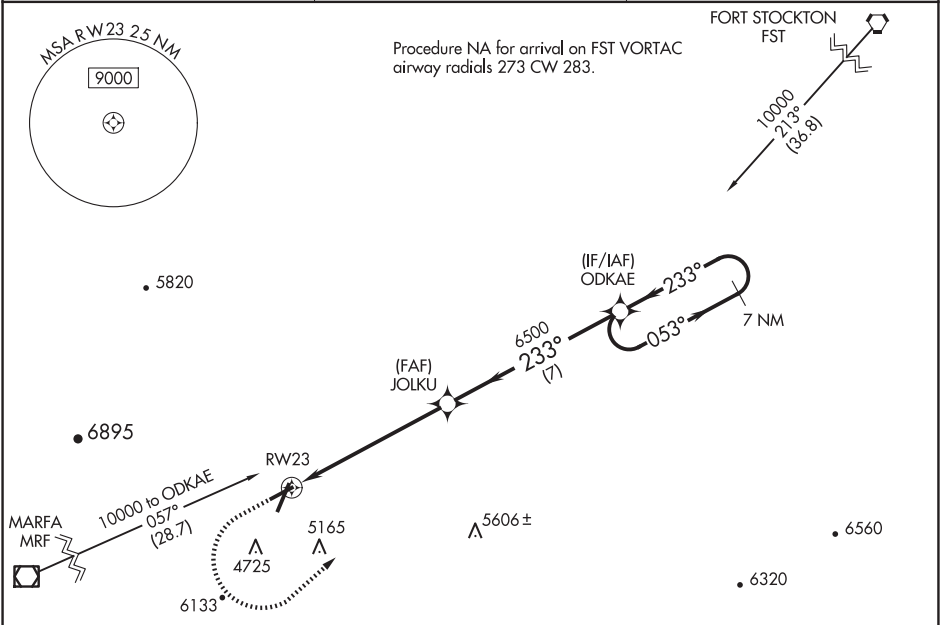 MSA RW23 25 NM
9000
Procedure NA for arrival on FST VORTAC
airway radials 273 CW 283.
FORT STOCKTON
FST
10000
213°
(36.8)
5820
(IF/IAF)
ODKAE
233°
053°
7 NM
6500
233°
(7)
(FAF)
JOLKU
6895
RW23
10000 to ODKAE
057°
(28.7)
MARFA
MRF
4725
5165
5606±
6560
6320
6133